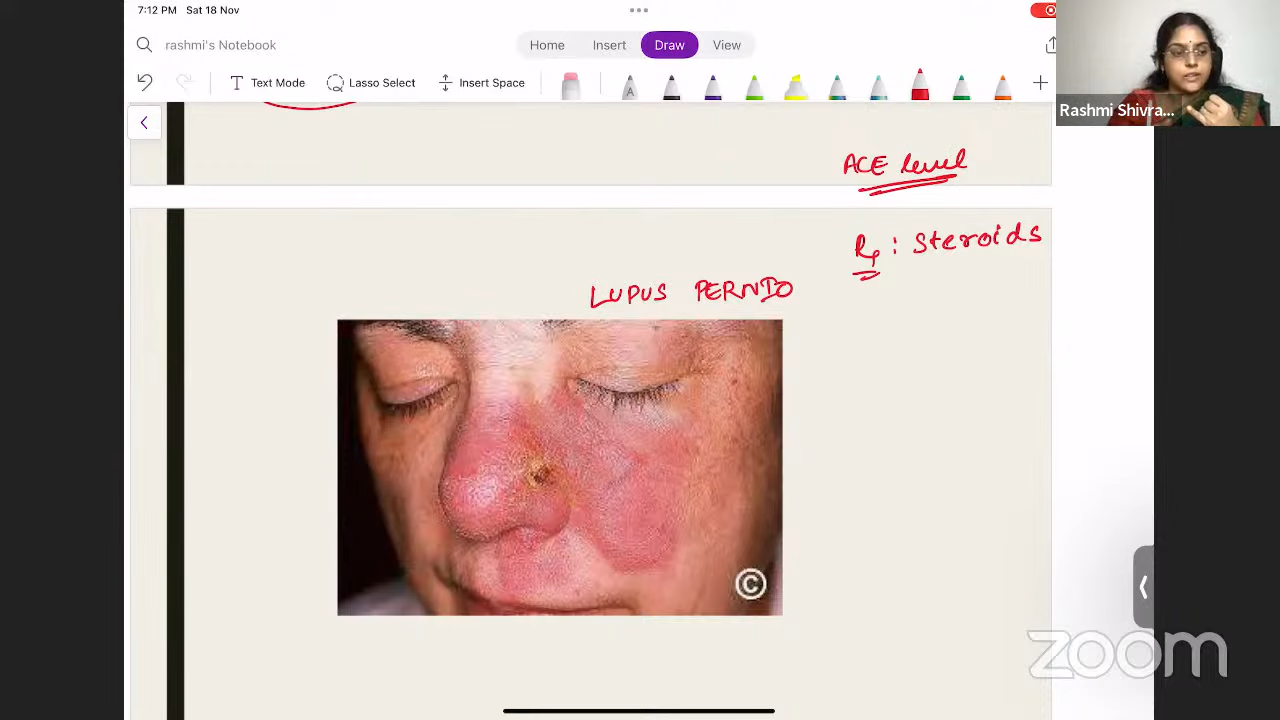 7:12 PM Sat 18 Nov
rashmi's Notebook
Home Insert Draw View
Text Mode Lasso Select Insert Space
A
Rashmi Shivra...
ACE level
Rx : Steroids
LUPUS PERNIO
©
zoom